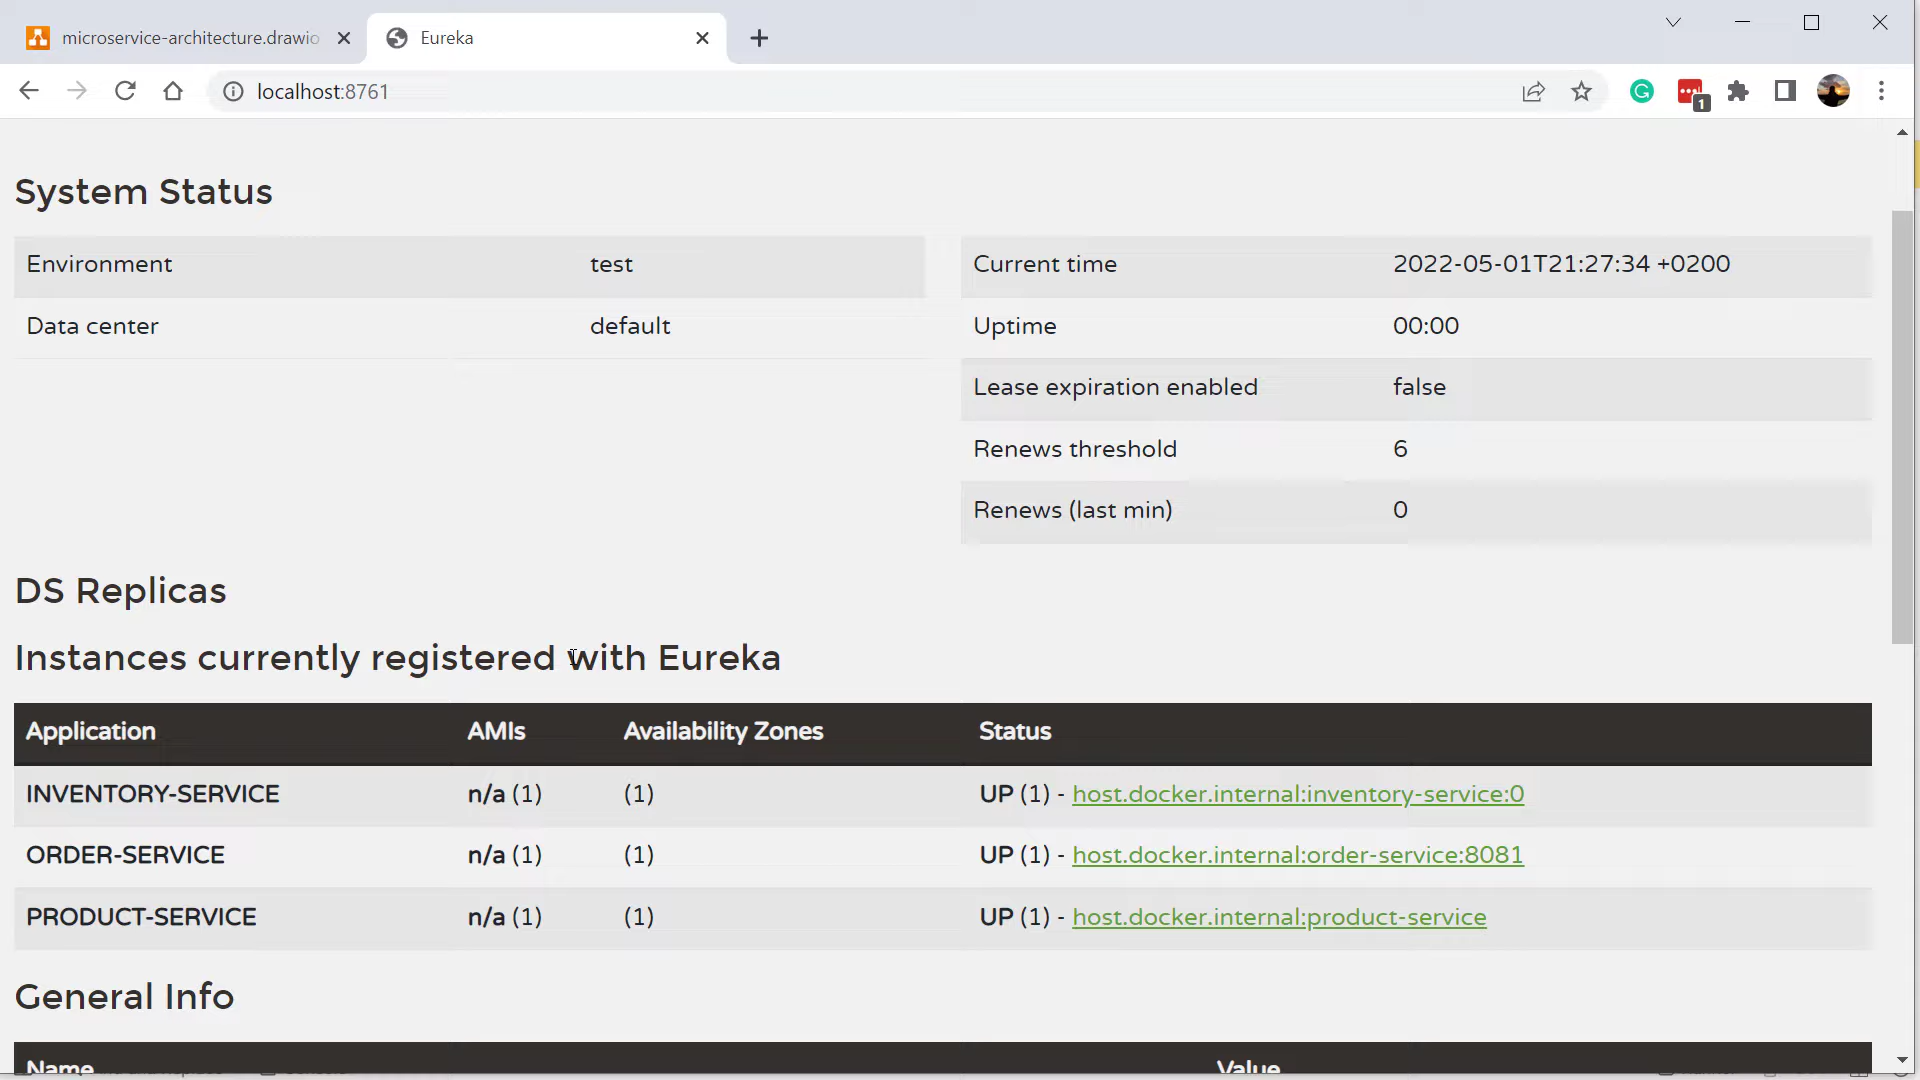 microservice-architecture.drawio
Eureka
localhost:8761
1
System Status
Environment test
Data center default
Current time 2022-05-01T21:27:34 +0200
Uptime 00:00
Lease expiration enabled false
Renews threshold 6
Renews (last min) 0
DS Replicas
Instances currently registered with Eureka
Application AMIs Availability Zones Status
INVENTORY-SERVICE n/a (1) (1) UP (1) - host.docker.internal:inventory-service:0
ORDER-SERVICE n/a (1) (1) UP (1) - host.docker.internal:order-service:8081
PRODUCT-SERVICE n/a (1) (1) UP (1) - host.docker.internal:product-service
General Info
Name Value